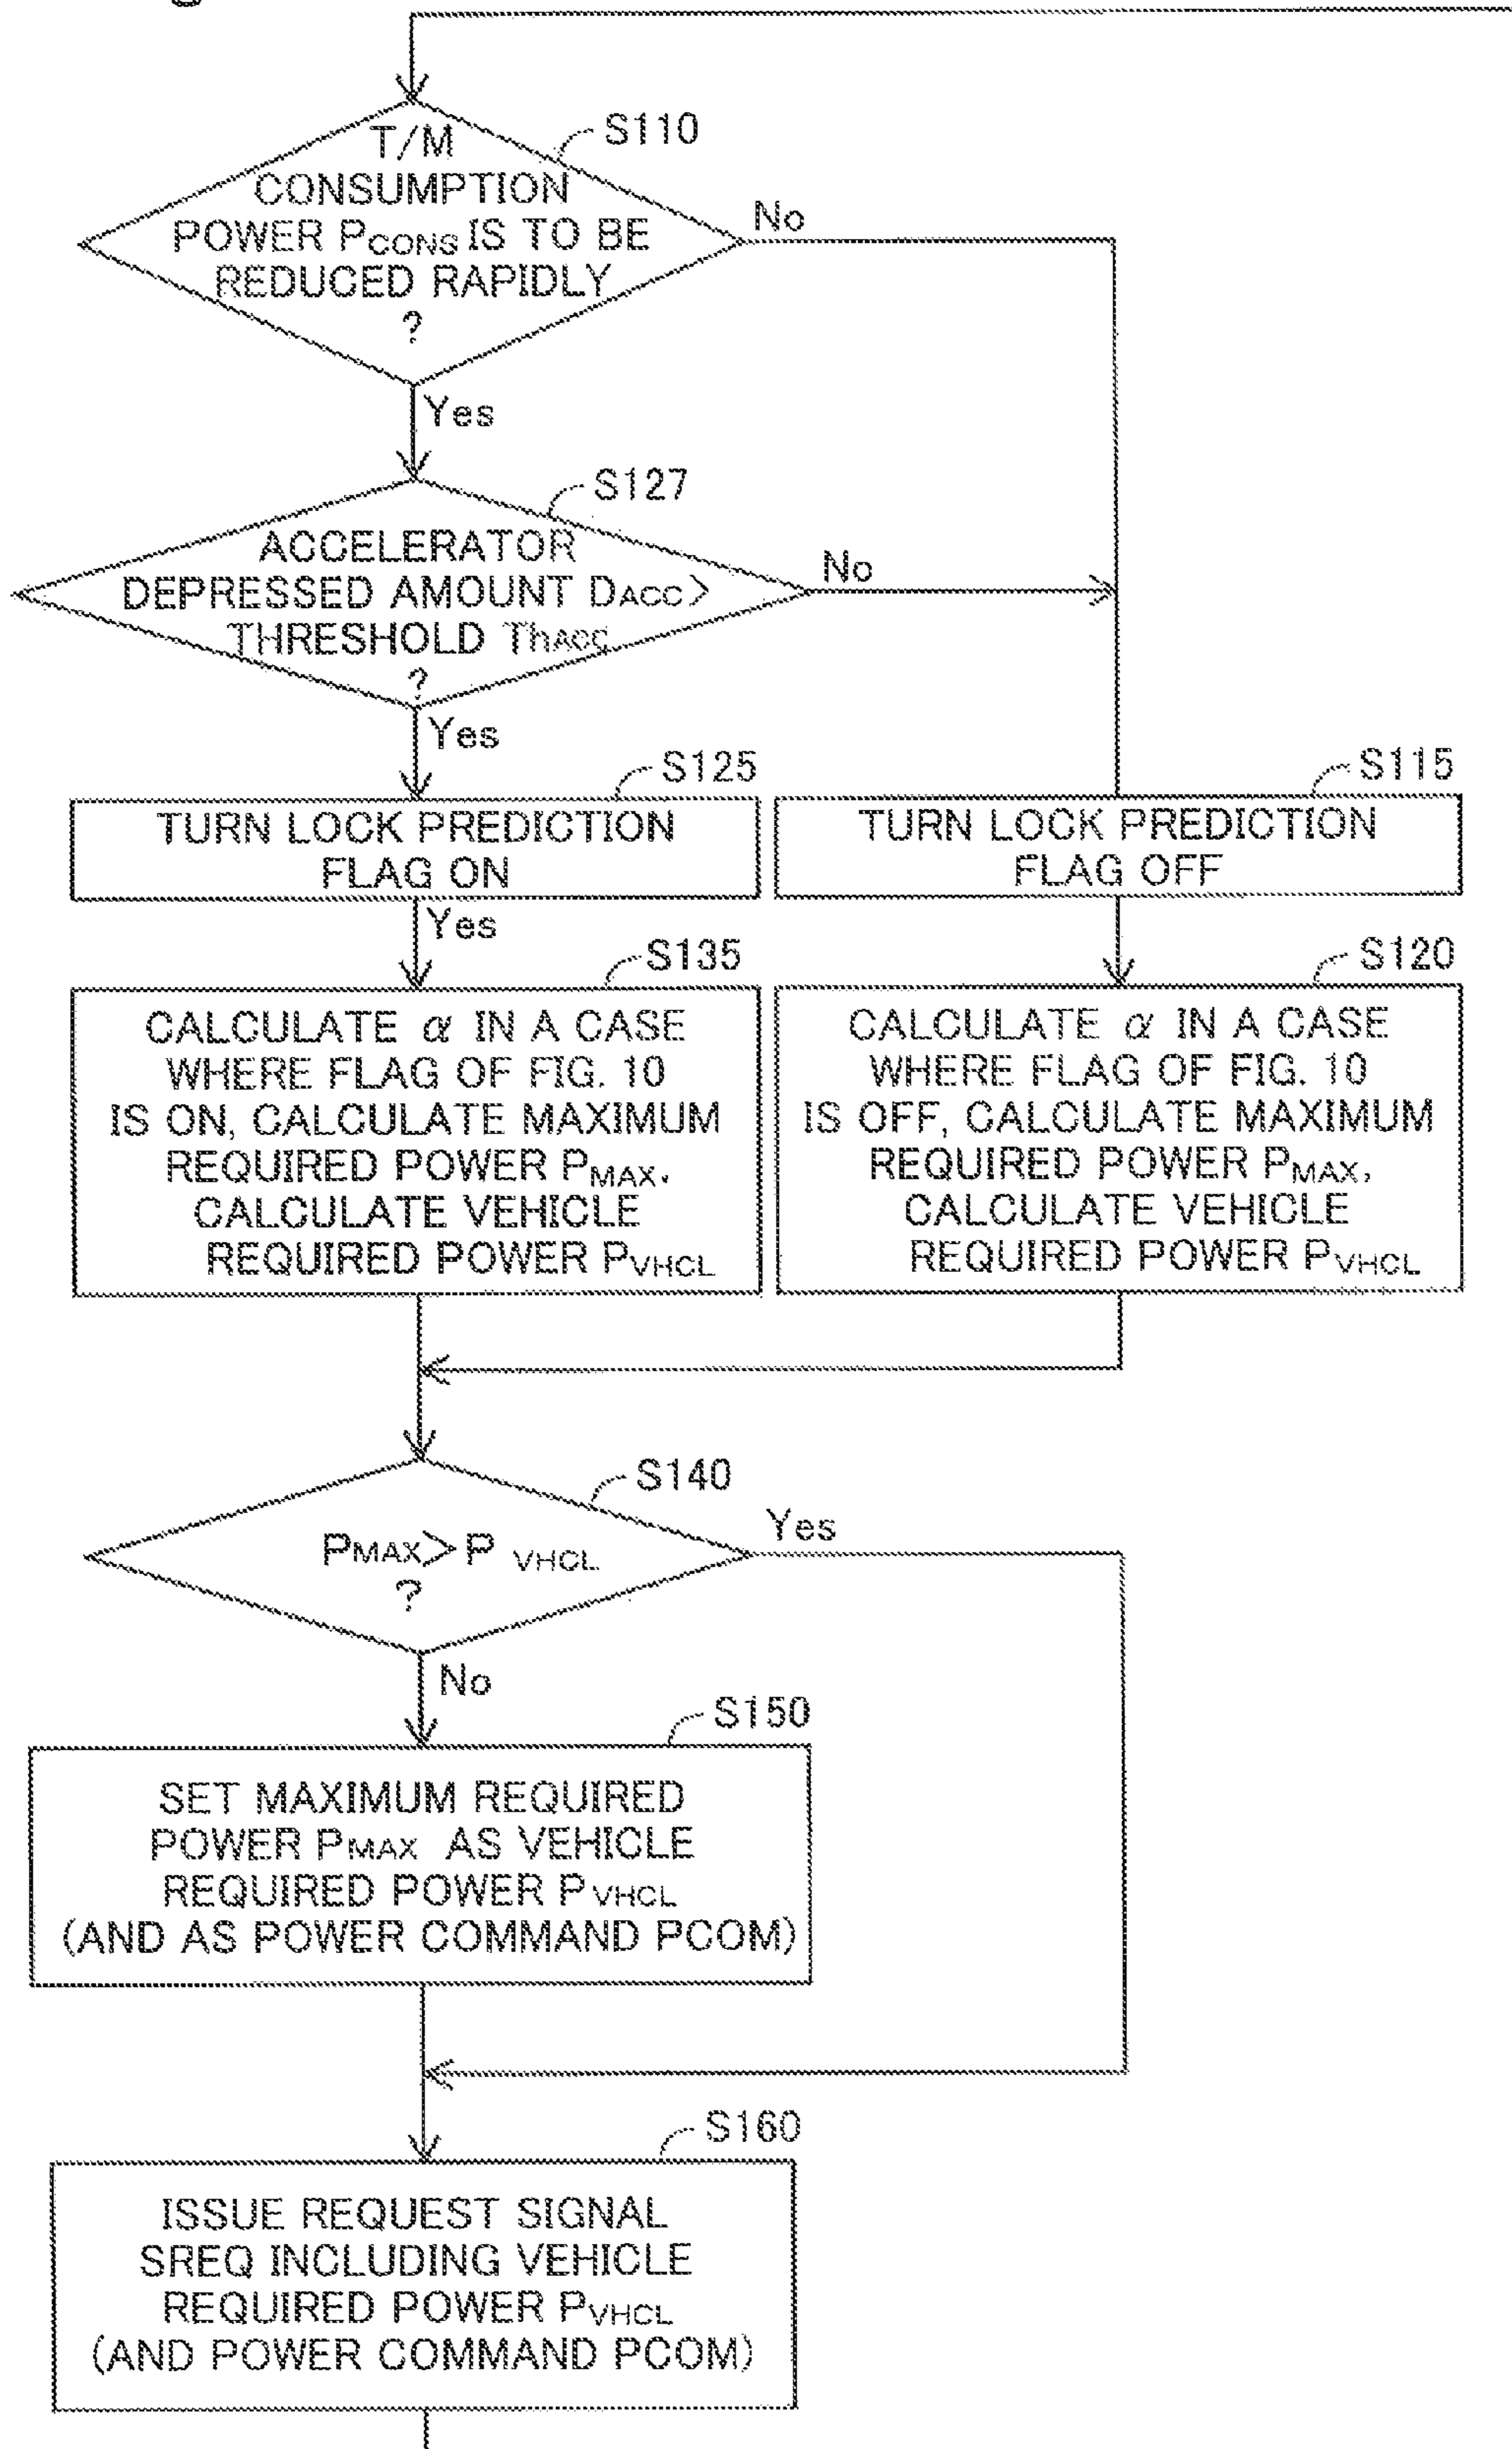 S110
T/M
CONSUMPTION
POWER PCONS IS TO BE
REDUCED RAPIDLY
?
No
Yes
S127
ACCELERATOR
DEPRESSED AMOUNT DACC>
THRESHOLD ThACC
?
No
Yes
S125
TURN LOCK PREDICTION
FLAG ON
S115
TURN LOCK PREDICTION
FLAG OFF
Yes
S135
CALCULATE α IN A CASE
WHERE FLAG OF FIG. 10
IS ON, CALCULATE MAXIMUM
REQUIRED POWER PMAX.
CALCULATE VEHICLE
REQUIRED POWER PVHCL
S120
CALCULATE α IN A CASE
WHERE FLAG OF FIG. 10
IS OFF, CALCULATE MAXIMUM
REQUIRED POWER PMAX,
CALCULATE VEHICLE
REQUIRED POWER PVHCL
S140
PMAX>P VHCL
?
Yes
No
S150
SET MAXIMUM REQUIRED
POWER PMAX AS VEHICLE
REQUIRED POWER PVHCL
(AND AS POWER COMMAND PCOM)
S160
ISSUE REQUEST SIGNAL
SREQ INCLUDING VEHICLE
REQUIRED POWER PVHCL
(AND POWER COMMAND PCOM)